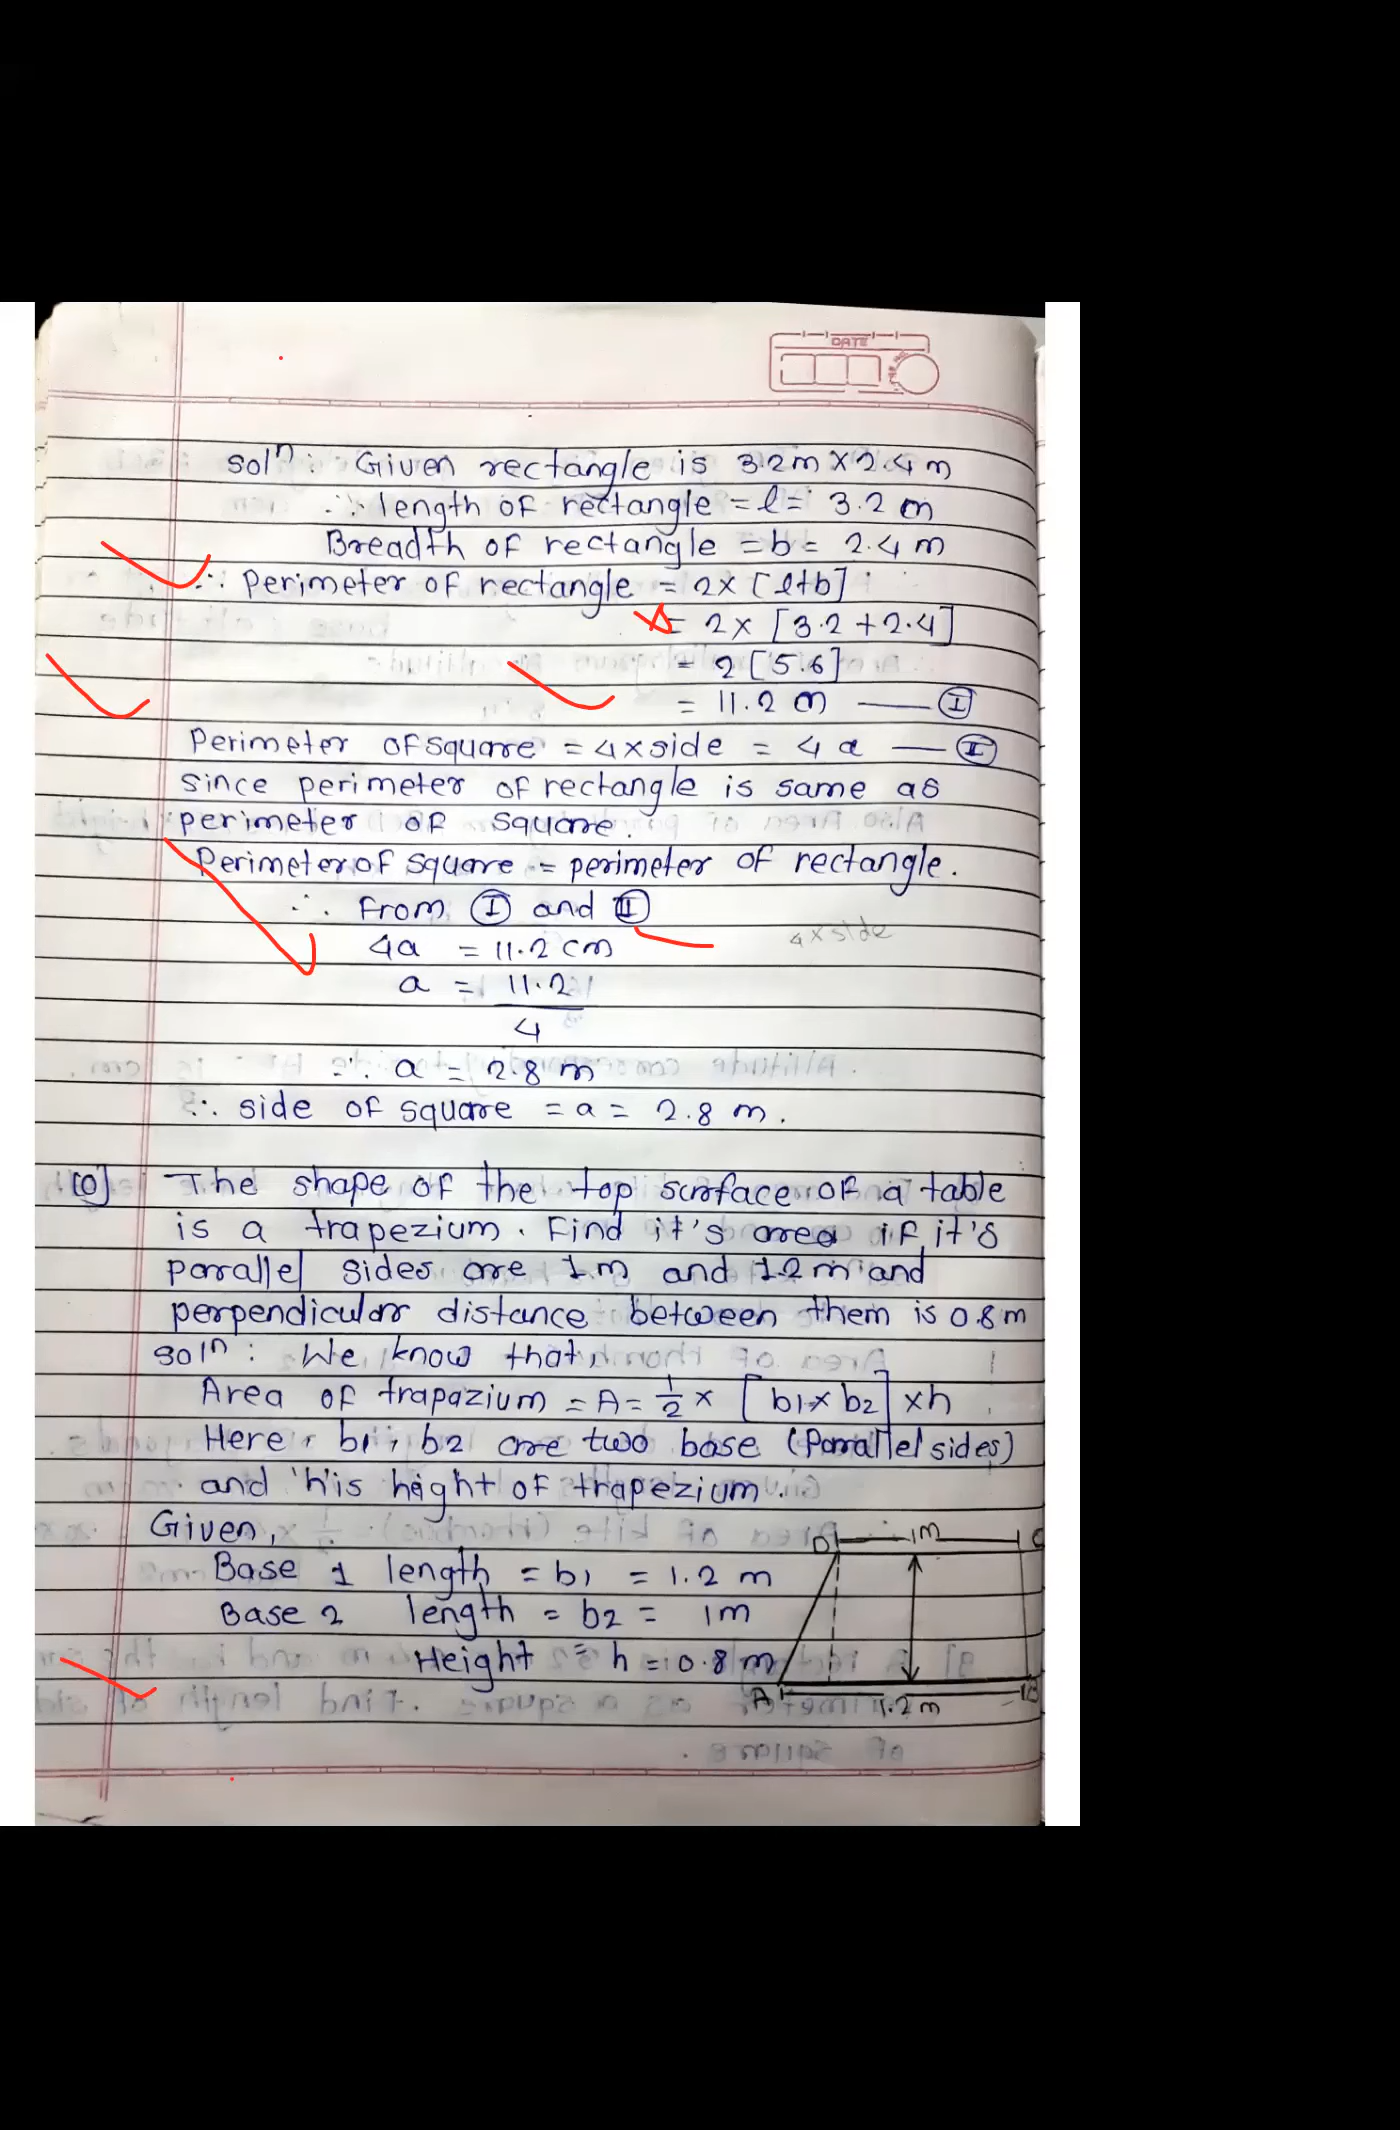 DATE
Solⁿ: Given rectangle is 3.2m X 2.4 m
∴ length of rectangle = l = 3.2 m
Breadth of rectangle = b = 2.4 m
∴ Perimeter of rectangle = 2x [l+b]
= 2x [3.2 + 2.4]
= 2 [5.6]
= 11.2 m — Ⓘ
Perimeter of square = 4 x side = 4 a — Ⓘ
since perimeter of rectangle is same as
perimeter of square.
Perimeter of square = perimeter of rectangle.
∴ From Ⓘ and Ⅱ
4a = 11.2 cm
4 x side
a = 11.2
4
∴ a = 2.8 m
∴ side of square = a = 2.8 m.
10] The shape of the top surface of a table
is a trapezium. Find it's area if it's
parallel sides are 1m and 1.2 m and
perpendicular distance between them is 0.8 m
Solⁿ: We know that,
Area of trapazium = A = 1/2 x [b1 x b2] x h
Here, b1, b2 are two base (Parallel sides)
and 'h' is height of trapezium.
Given,
Base 1 length = b1 = 1.2 m
Base 2 length = b2 = 1m
Height = h = 0.8 m
D 1M C
A 1.2 m B